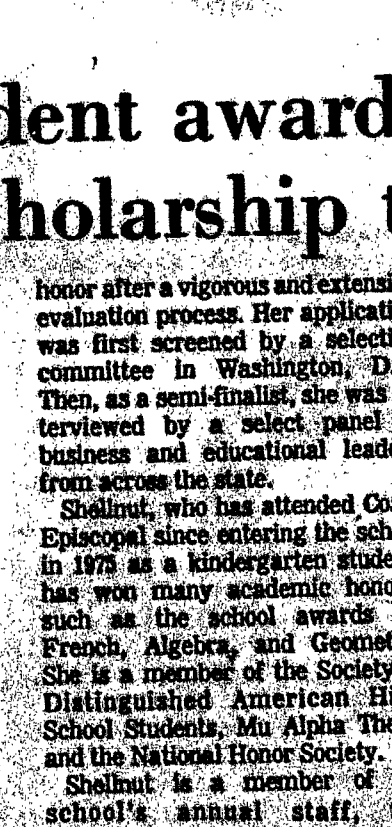 dent award
holarship t
honor after a vigorous and extensi
evaluation process. Her applicati
was first screened by a selecti
committee in Washington, D.
Then, as a semi-finalist, she was
terviewed by a select panel
business and educational leade
from across the state.
Shellnut, who has attended Co
Episcopal since entering the sch
in 1975 as a kindergarten stude
has won many academic hono
such as the school awards
French, Algebra, and Geomet
She is a member of the Society
Distinguished American Hi
School Students, Mu Alpha The
and the National Honor Society.
Shellnut is a member of
school's annual staff,